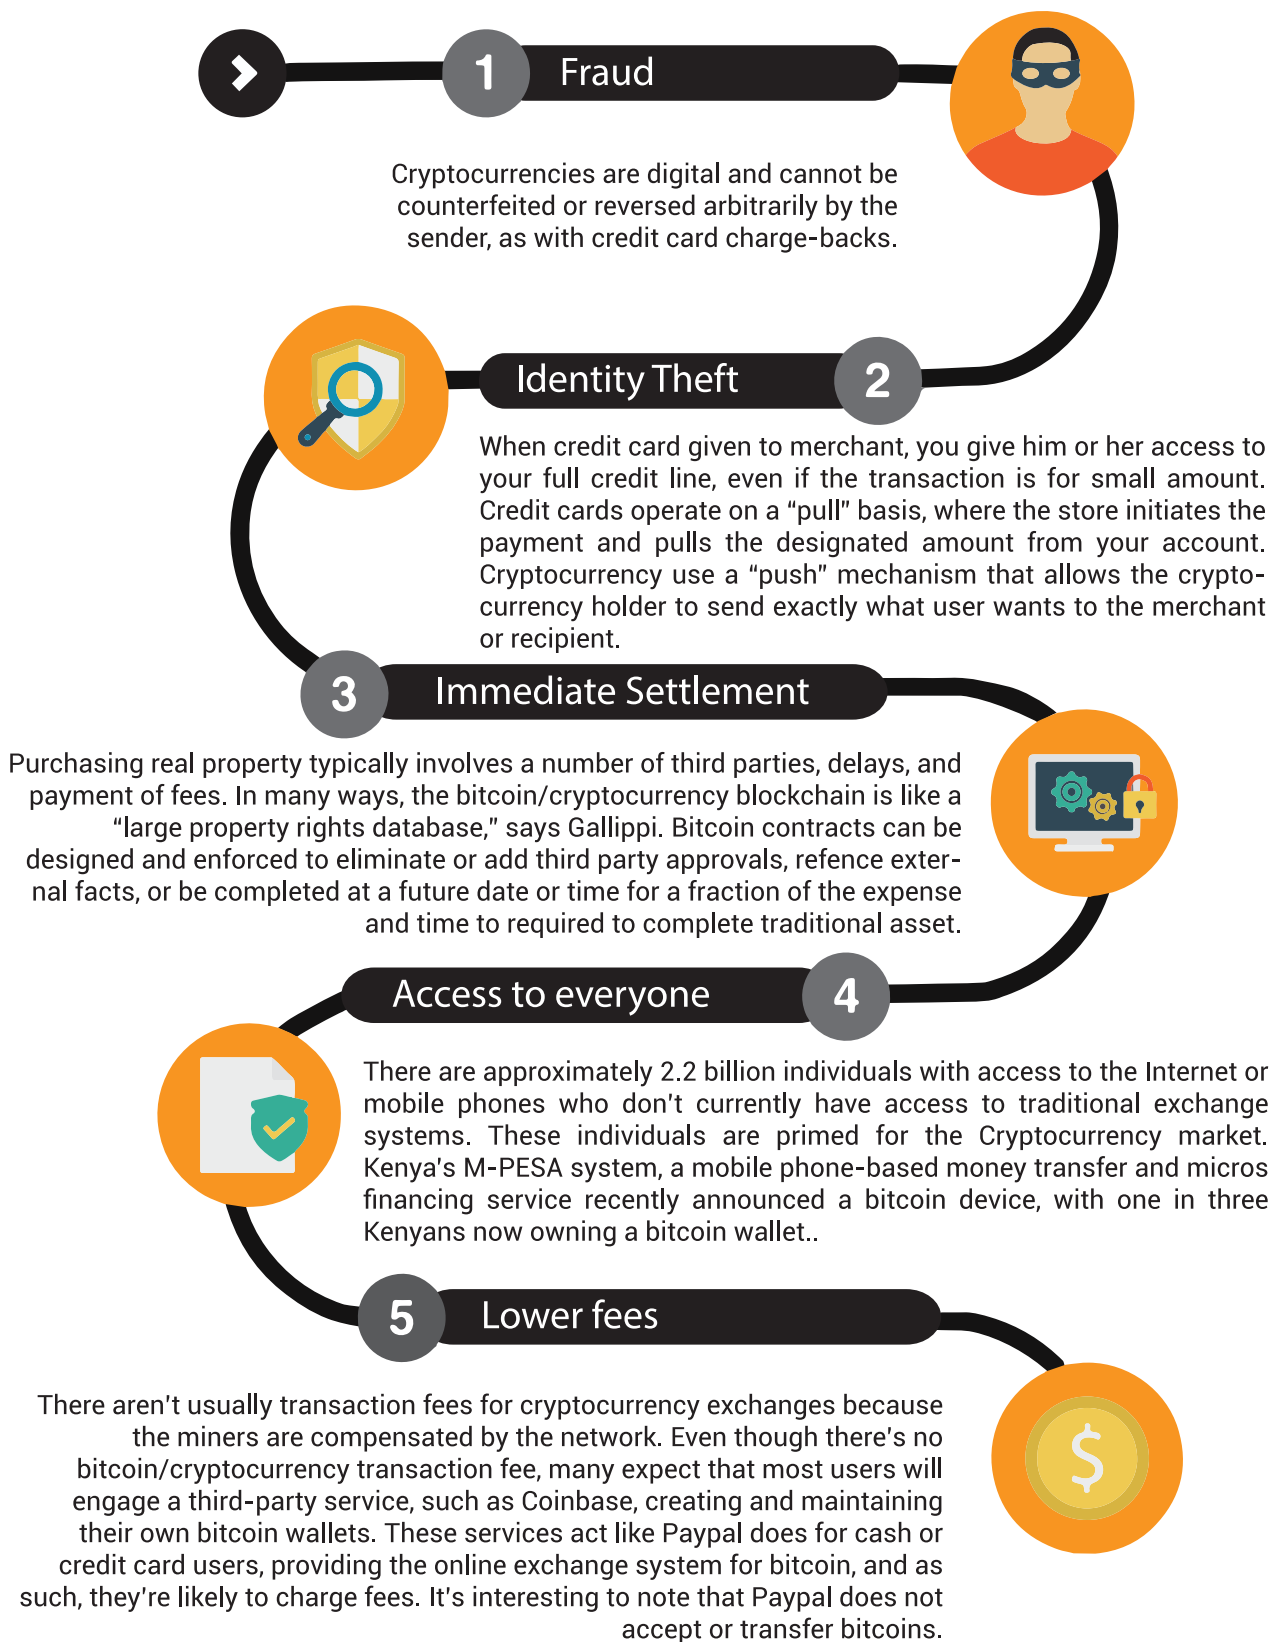 1 Fraud
Cryptocurrencies are digital and cannot be
counterfeited or reversed arbitrarily by the
sender, as with credit card charge-backs.
Identity Theft 2
When credit card given to merchant, you give him or her access to
your full credit line, even if the transaction is for small amount.
Credit cards operate on a “pull” basis, where the store initiates the
payment and pulls the designated amount from your account.
Cryptocurrency use a “push” mechanism that allows the crypto-
currency holder to send exactly what user wants to the merchant
or recipient.
3 Immediate Settlement
Purchasing real property typically involves a number of third parties, delays, and
payment of fees. In many ways, the bitcoin/cryptocurrency blockchain is like a
“large property rights database,” says Gallippi. Bitcoin contracts can be
designed and enforced to eliminate or add third party approvals, refence exter-
nal facts, or be completed at a future date or time for a fraction of the expense
and time to required to complete traditional asset.
Access to everyone 4
There are approximately 2.2 billion individuals with access to the Internet or
mobile phones who don't currently have access to traditional exchange
systems. These individuals are primed for the Cryptocurrency market.
Kenya's M-PESA system, a mobile phone-based money transfer and micros
financing service recently announced a bitcoin device, with one in three
Kenyans now owning a bitcoin wallet..
5 Lower fees
There aren't usually transaction fees for cryptocurrency exchanges because
the miners are compensated by the network. Even though there's no
bitcoin/cryptocurrency transaction fee, many expect that most users will
engage a third-party service, such as Coinbase, creating and maintaining
their own bitcoin wallets. These services act like Paypal does for cash or
credit card users, providing the online exchange system for bitcoin, and as
such, they're likely to charge fees. It's interesting to note that Paypal does not
accept or transfer bitcoins.
$